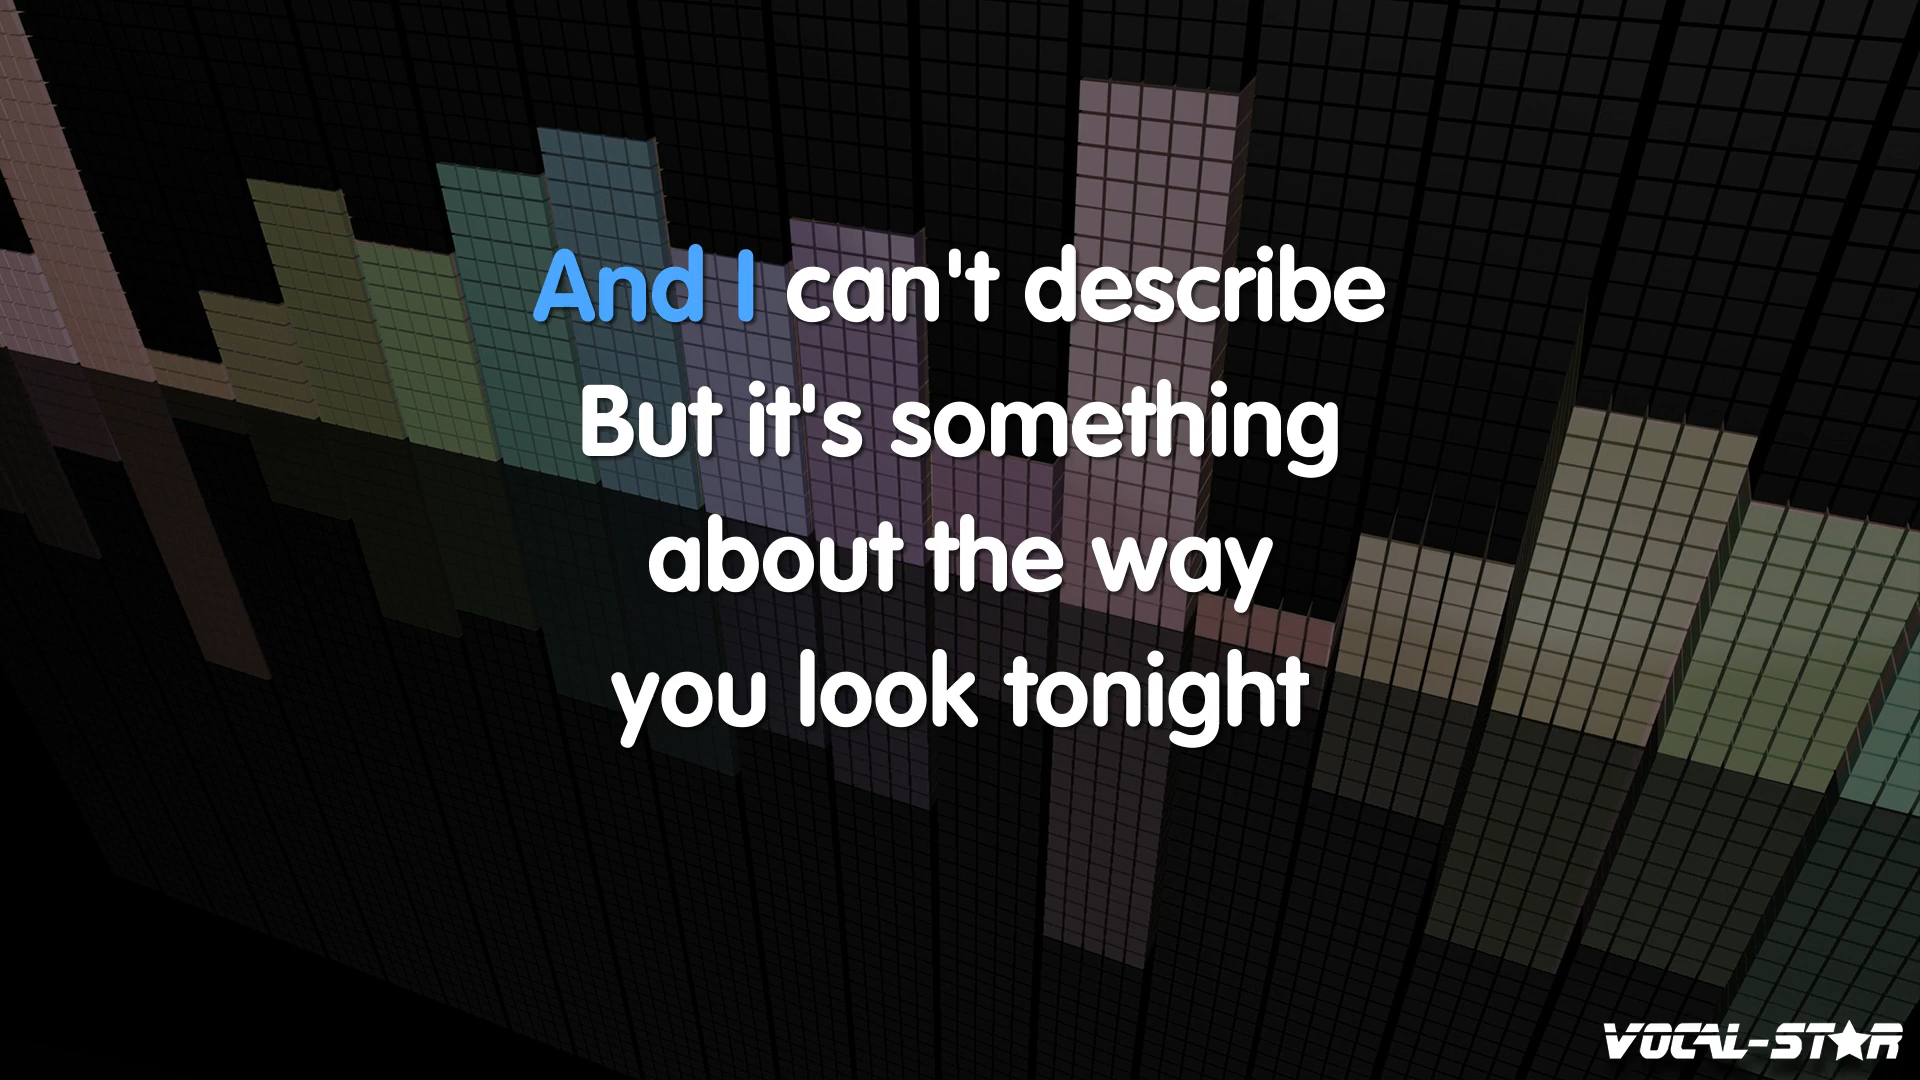 And I can't describe
But it's something
about the way
you look tonight
VOCAL-STAR